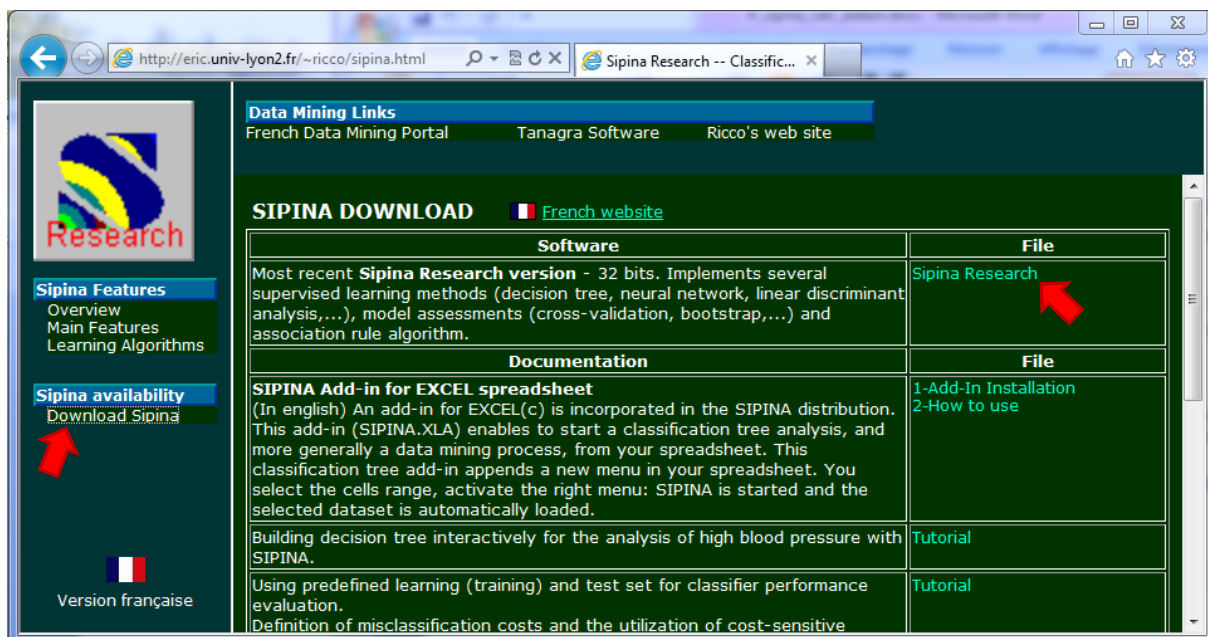 http://eric.univ-lyon2.fr/~ricco/sipina.html
Sipina Research -- Classific...
Research
Sipina Features
Overview
Main Features
Learning Algorithms
Sipina availability
Download Sipina
Version française
Data Mining Links
French Data Mining Portal Tanagra Software Ricco's web site
SIPINA DOWNLOAD French website
Software File
Most recent Sipina Research version - 32 bits. Implements several Sipina Research
supervised learning methods (decision tree, neural network, linear discriminant
analysis,...), model assessments (cross-validation, bootstrap,...) and
association rule algorithm.
Documentation File
SIPINA Add-in for EXCEL spreadsheet 1-Add-In Installation
(In english) An add-in for EXCEL(c) is incorporated in the SIPINA distribution. 2-How to use
This add-in (SIPINA.XLA) enables to start a classification tree analysis, and
more generally a data mining process, from your spreadsheet. This
classification tree add-in appends a new menu in your spreadsheet. You
select the cells range, activate the right menu: SIPINA is started and the
selected dataset is automatically loaded.
Building decision tree interactively for the analysis of high blood pressure with Tutorial
SIPINA.
Using predefined learning (training) and test set for classifier performance Tutorial
evaluation.
Definition of misclassification costs and the utilization of cost-sensitive